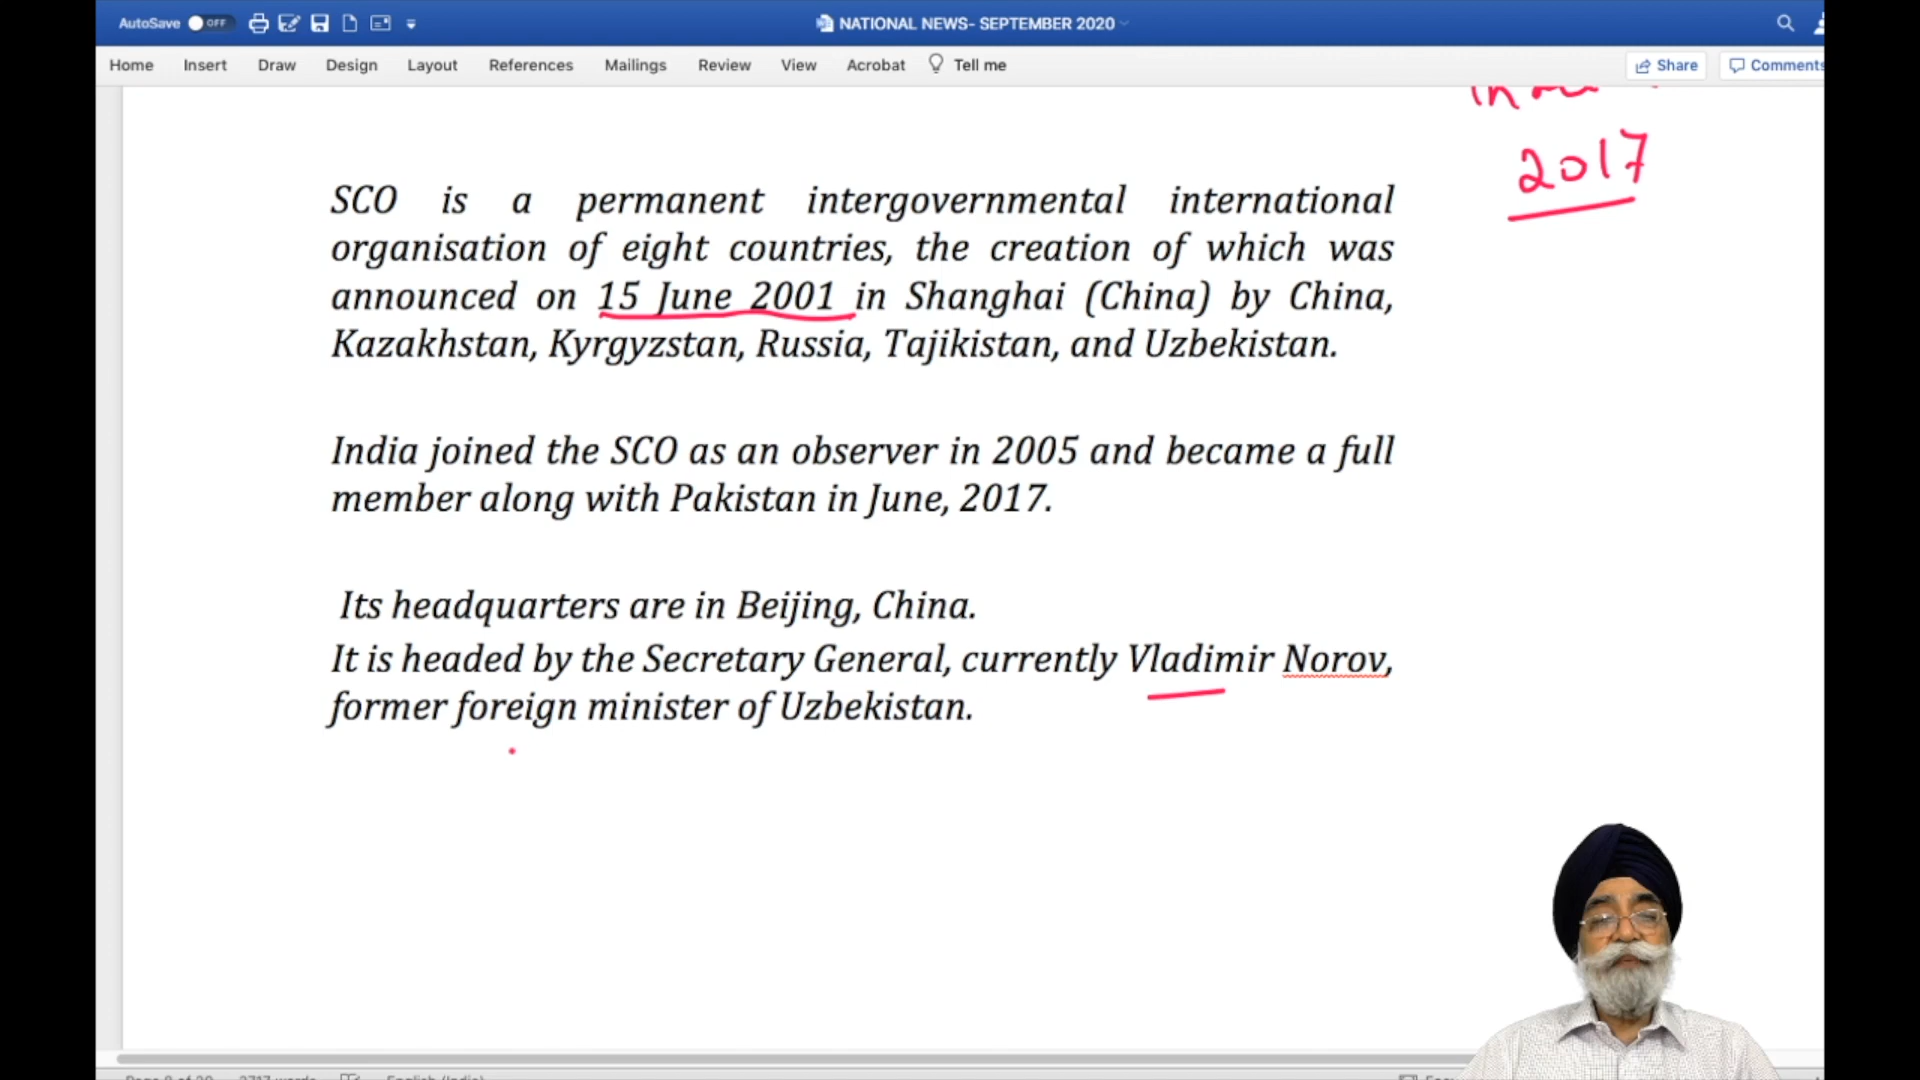 AutoSave OFF NATIONAL NEWS- SEPTEMBER 2020
Home Insert Draw Design Layout References Mailings Review View Acrobat Tell me Share Comments
2017
SCO is a permanent intergovernmental international
organisation of eight countries, the creation of which was
announced on 15 June 2001 in Shanghai (China) by China,
Kazakhstan, Kyrgyzstan, Russia, Tajikistan, and Uzbekistan.
India joined the SCO as an observer in 2005 and became a full
member along with Pakistan in June, 2017.
Its headquarters are in Beijing, China.
It is headed by the Secretary General, currently Vladimir Norov,
former foreign minister of Uzbekistan.
2717 words English (India)